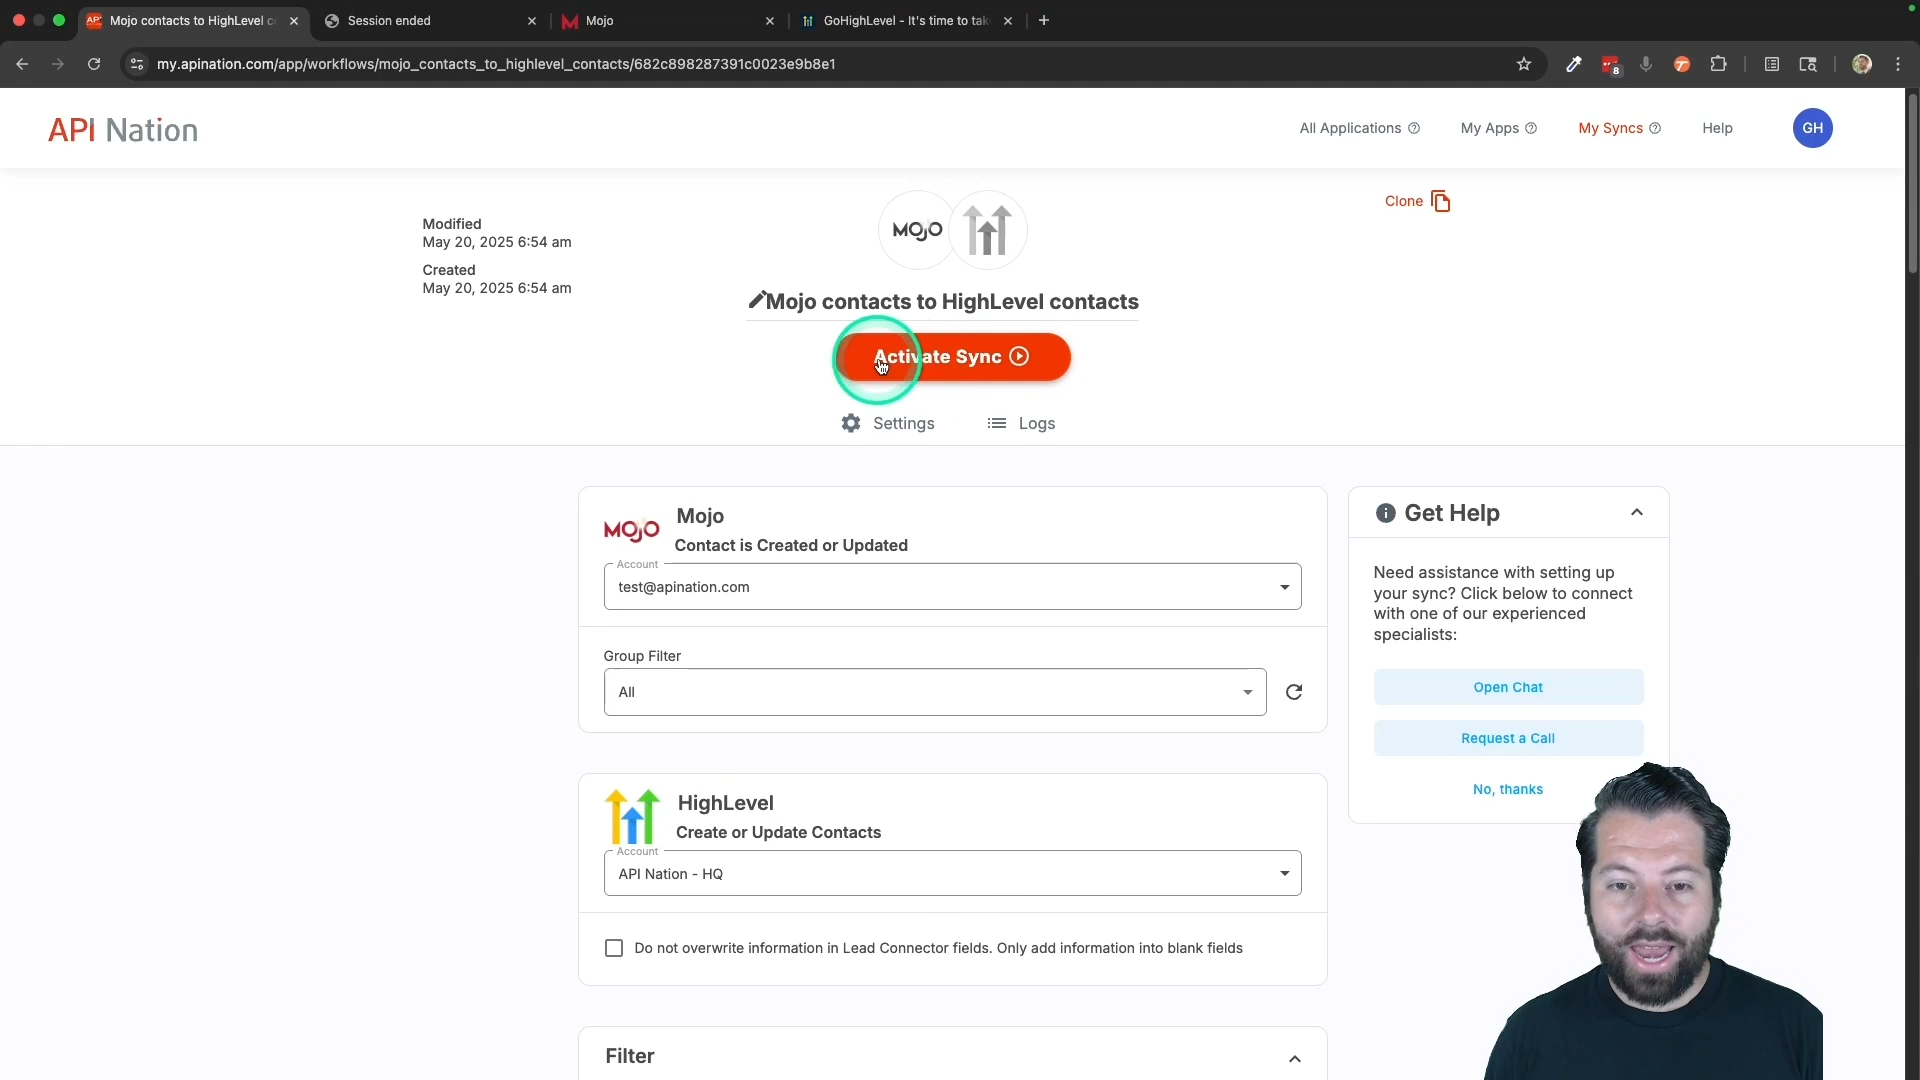 Mojo contacts to HighLevel c
Session ended
Mojo
GoHighLevel - It's time to tak
my.apination.com/app/workflows/mojo_contacts_to_highlevel_contacts/682c898287391c0023e9b8e1
8
API Nation
All Applications
My Apps
My Syncs
Help
GH
Modified
May 20, 2025 6:54 am
Created
May 20, 2025 6:54 am
MOJO
Clone
Mojo contacts to HighLevel contacts
Activate Sync
Settings
Logs
MOJO
Mojo
Contact is Created or Updated
Account
test@apination.com
Group Filter
All
HighLevel
Create or Update Contacts
Account
API Nation - HQ
Do not overwrite information in Lead Connector fields. Only add information into blank fields
Filter
Get Help
Need assistance with setting up
your sync? Click below to connect
with one of our experienced
specialists:
Open Chat
Request a Call
No, thanks